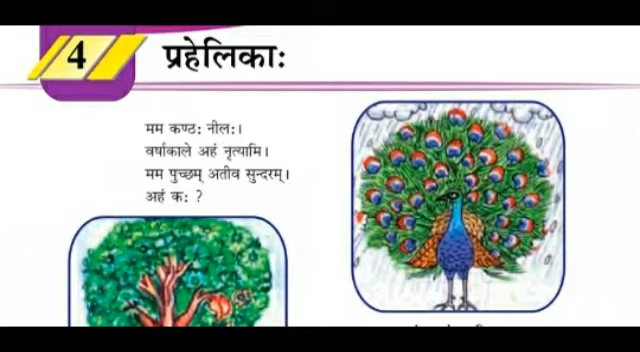 4
प्रहेलिकाः
मम कण्ठः नीलः।
वर्षाकाले अहं नृत्यामि।
मम पुच्छम् अतीव सुन्दरम्।
अहं कः ?